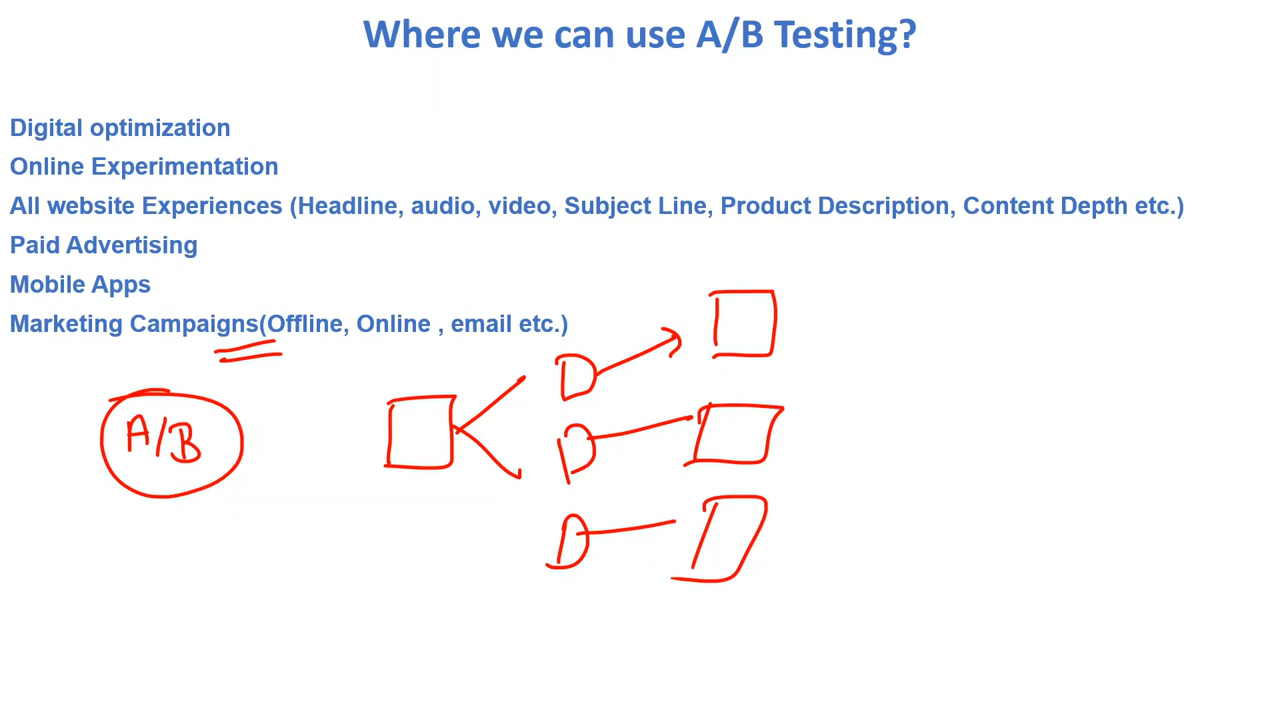 Where we can use A/B Testing?
Digital optimization
Online Experimentation
All website Experiences (Headline, audio, video, Subject Line, Product Description, Content Depth etc.)
Paid Advertising
Mobile Apps
Marketing Campaigns(Offline, Online , email etc.)
A/B
D
D
D